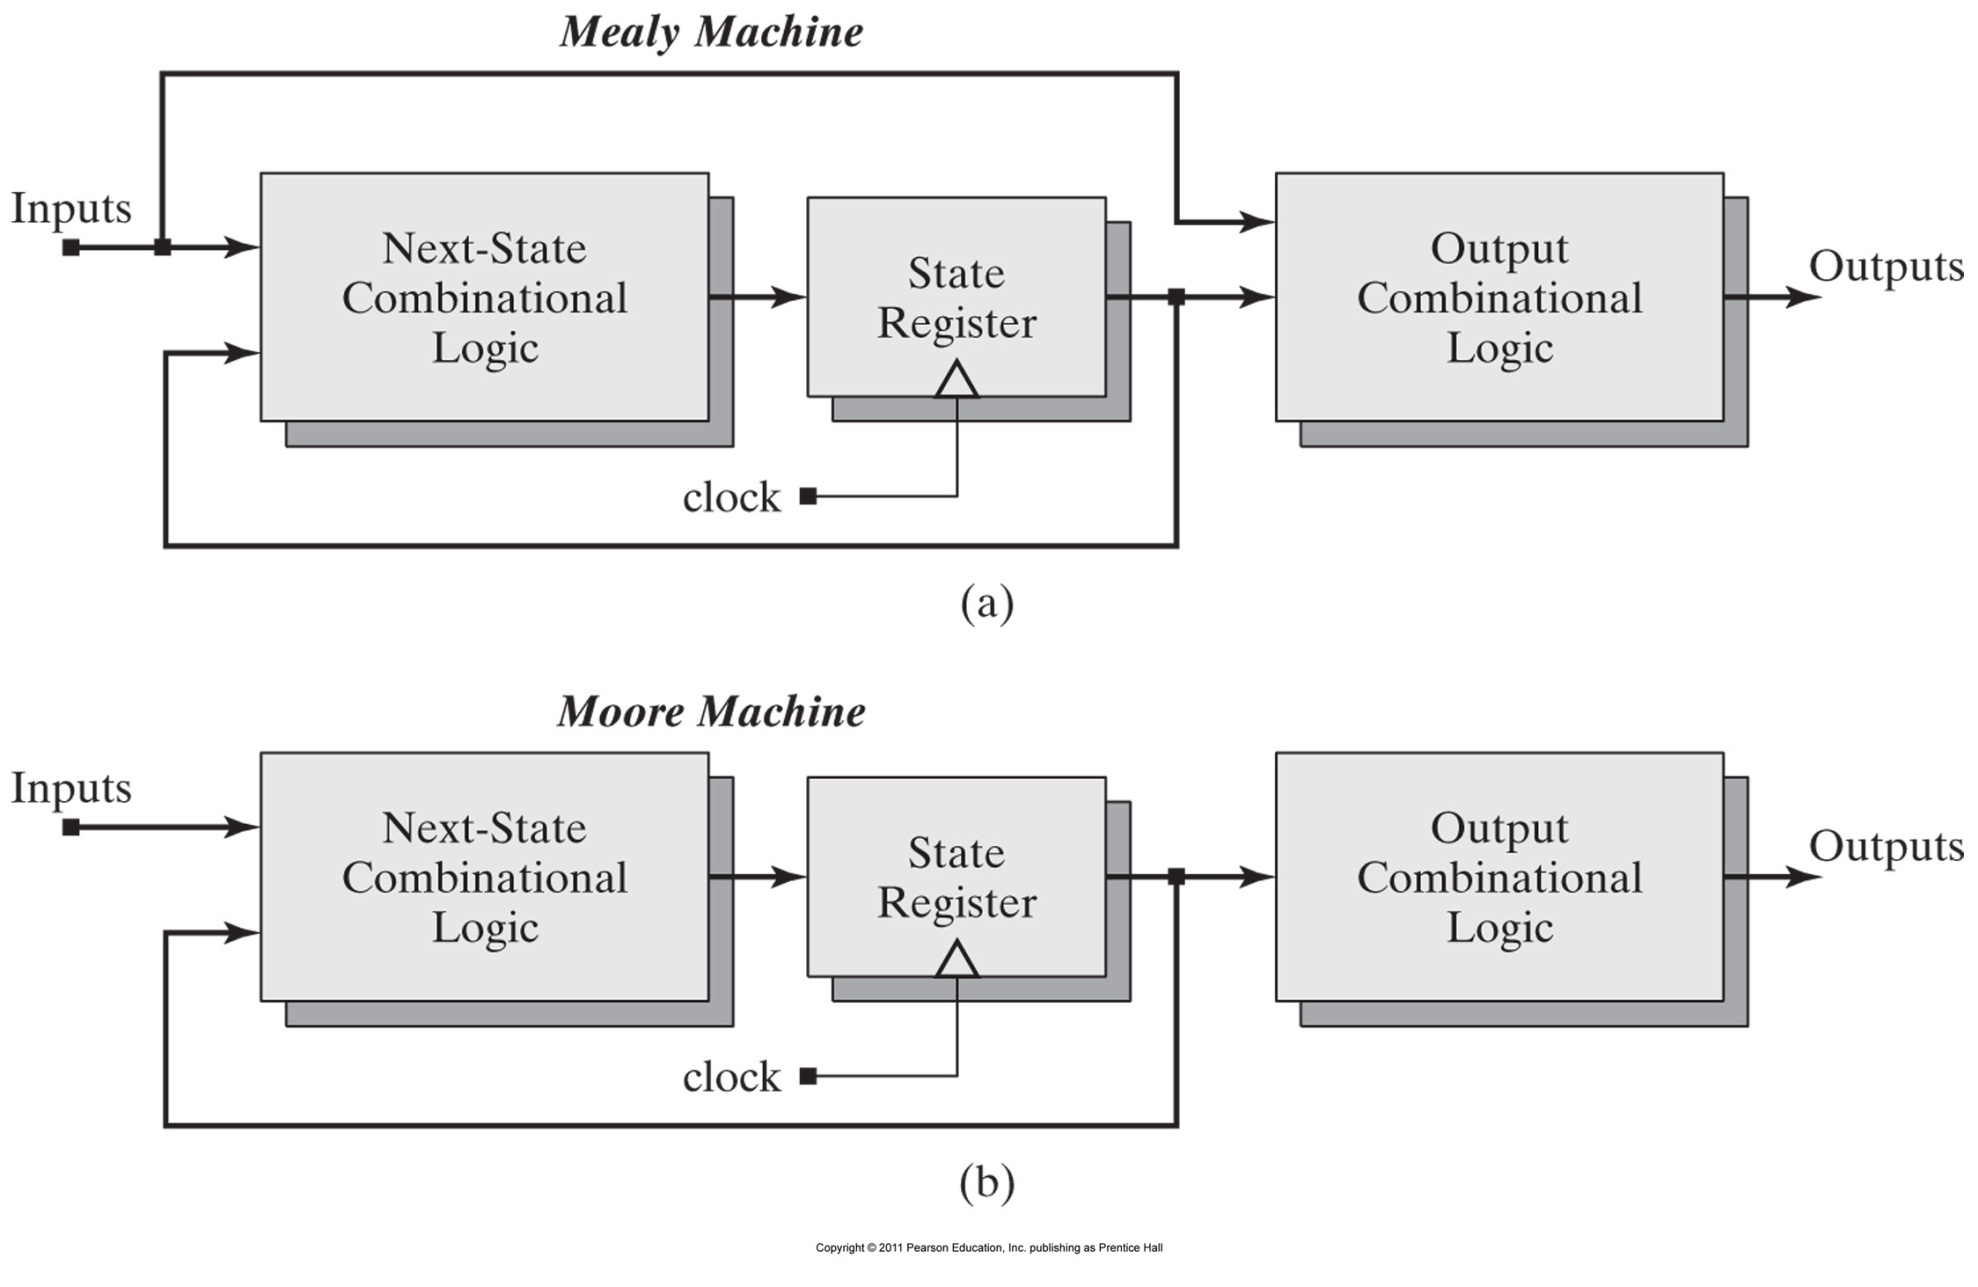 Mealy Machine
Inputs
Next-State
Combinational
Logic
State
Register
clock
Output
Combinational
Logic
Outputs
(a)
Moore Machine
Inputs
Next-State
Combinational
Logic
State
Register
clock
Output
Combinational
Logic
Outputs
(b)
Copyright © 2011 Pearson Education, Inc. publishing as Prentice Hall